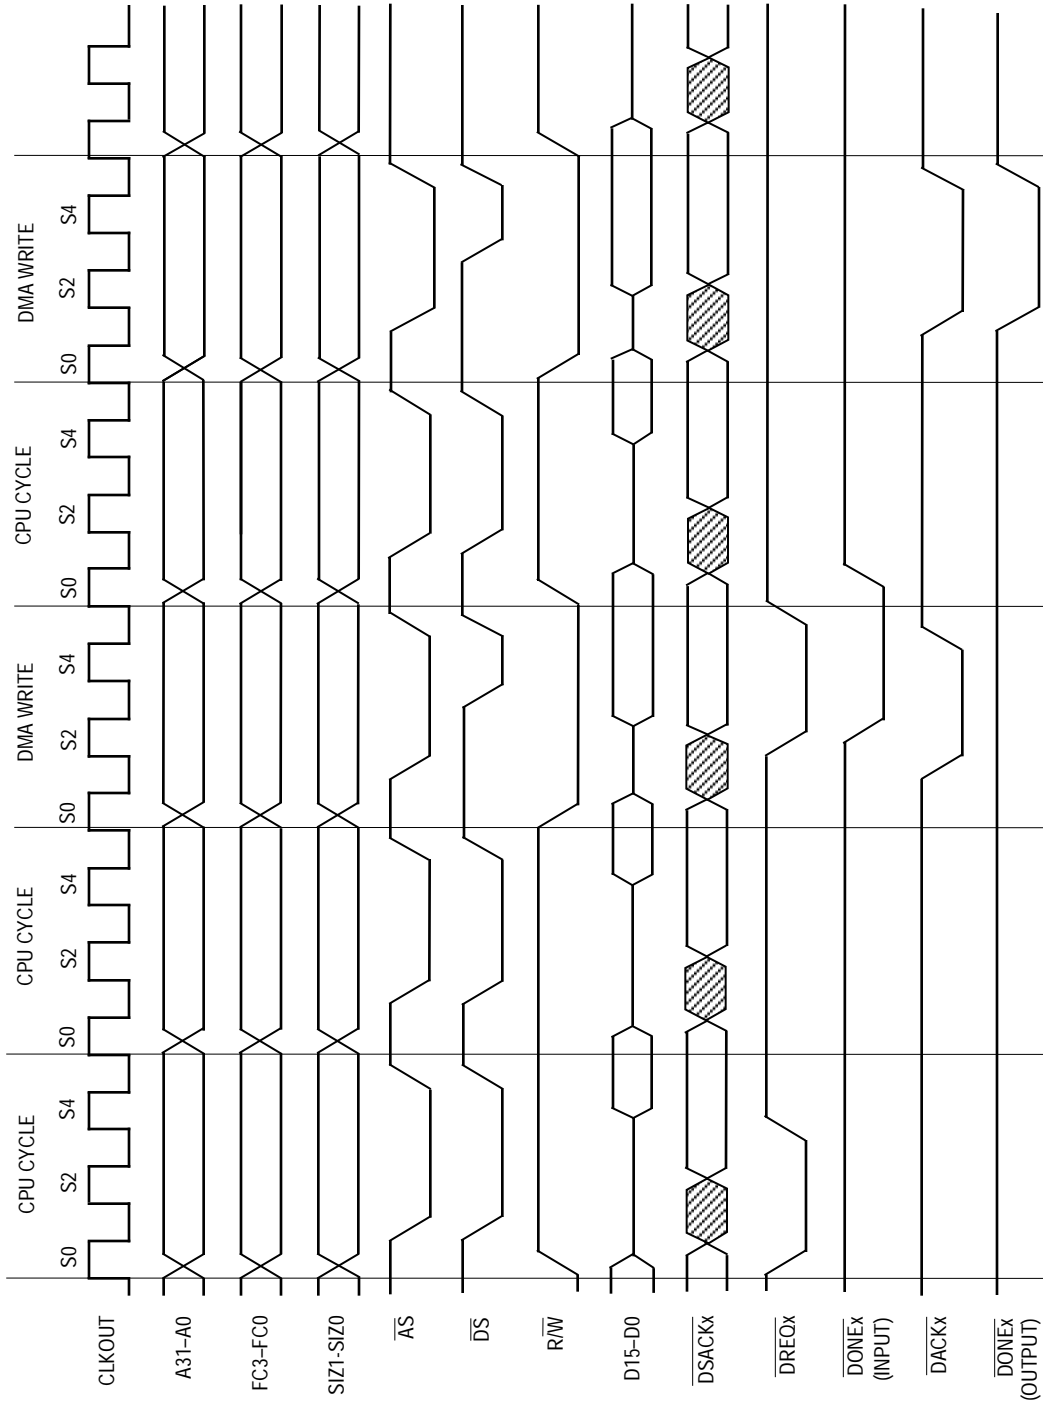 CPU CYCLE CPU CYCLE DMA WRITE CPU CYCLE DMA WRITE
S0 S2 S4 S0 S2 S4 S0 S2 S4 S0 S2 S4 S0 S2 S4
CLKOUT
A31–A0
FC3–FC0
SIZ1-SIZ0
AS
DS
R/W
D15–D0
DSACKx
DREQx
DONEx
(INPUT)
DACKx
DONEx
(OUTPUT)